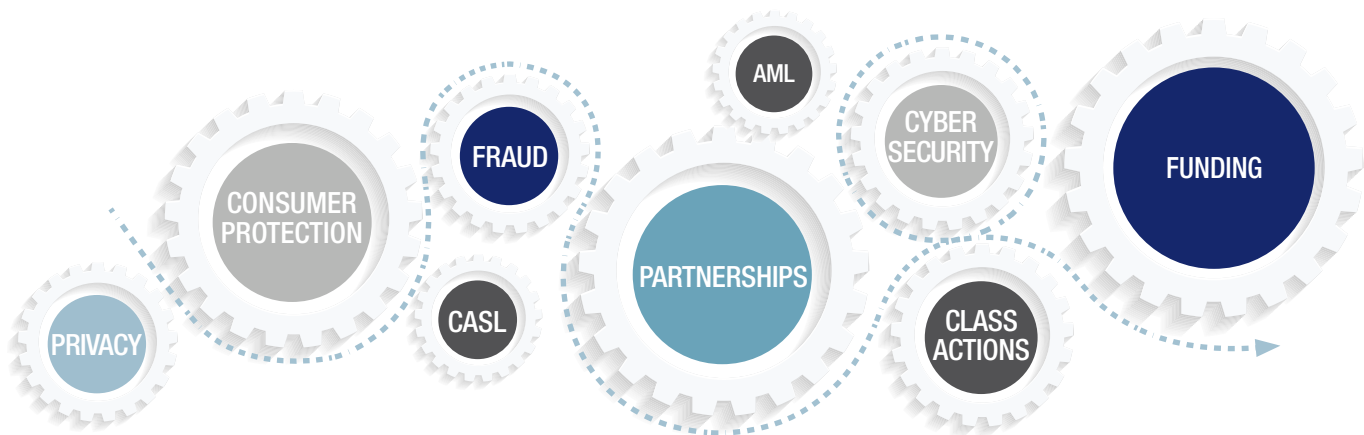 PRIVACY
CONSUMER
PROTECTION
FRAUD
CASL
PARTNERSHIPS
AML
CYBER
SECURITY
CLASS
ACTIONS
FUNDING